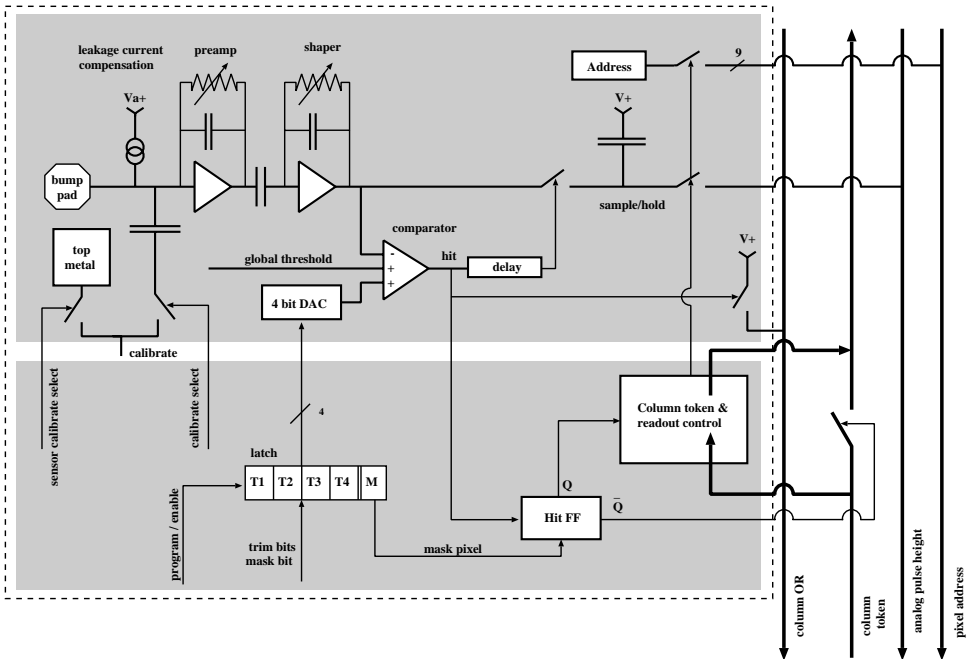 leakage current
compensation
preamp
shaper
Address
9
Va+
V+
bump
pad
sample/hold
comparator
top
metal
global threshold
-
+
+
hit
delay
V+
4 bit DAC
calibrate
sensor calibrate select
calibrate select
4
Column token &
readout control
latch
T1 T2 T3 T4 M
Q
Hit FF
Q̅
program / enable
trim bits
mask bit
mask pixel
column OR
column
token
analog pulse height
pixel address